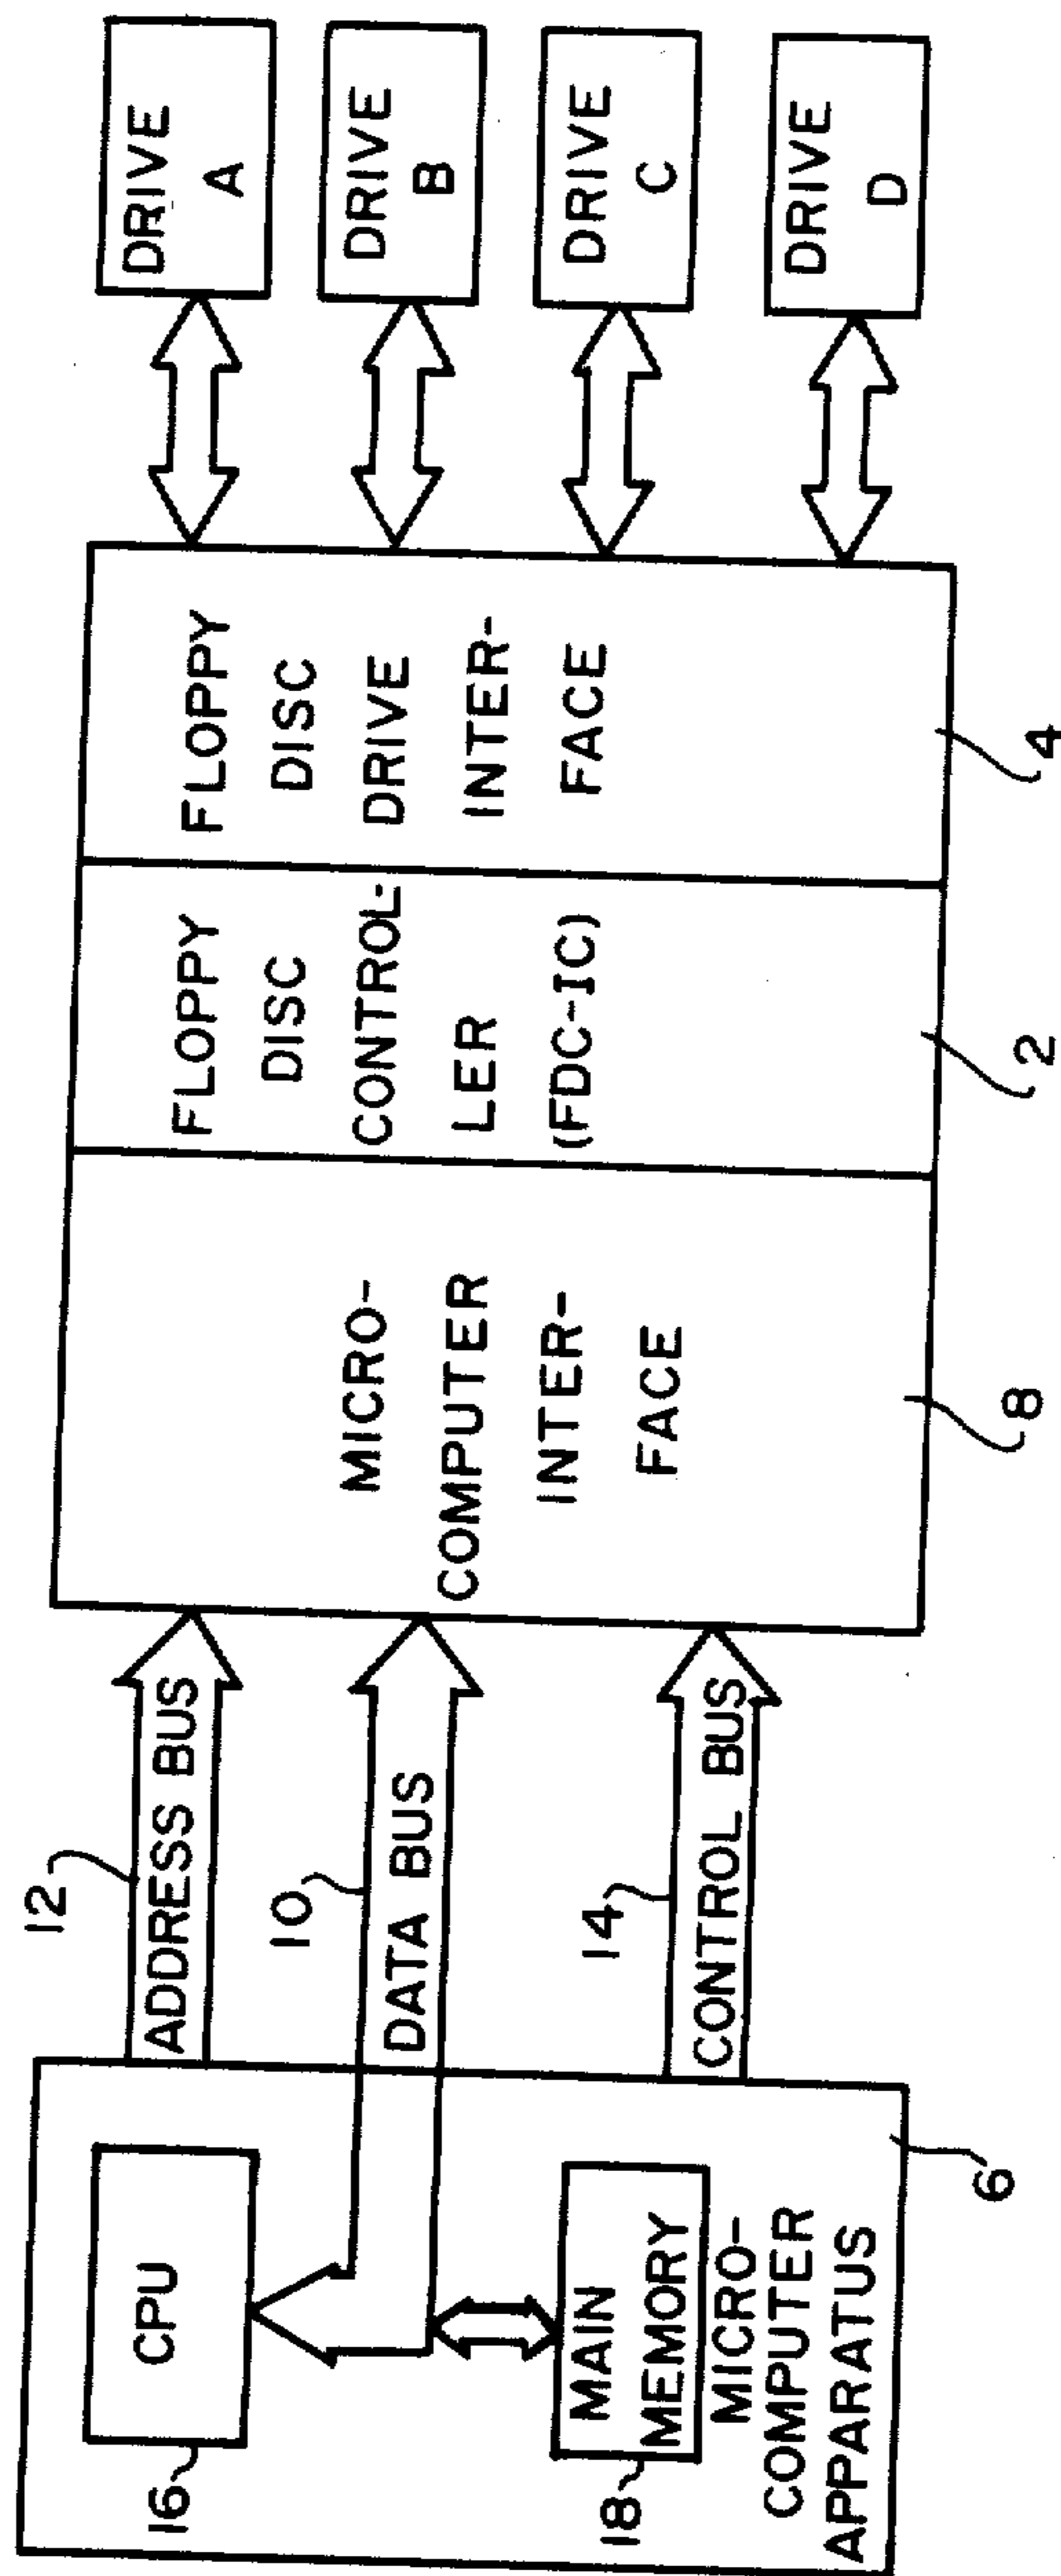 16
CPU
18
MAIN
MEMORY
MICRO-
COMPUTER
APPARATUS
6
12
ADDRESS BUS
10
DATA BUS
14
CONTROL BUS
MICRO-
COMPUTER
INTER-
FACE
8
FLOPPY
DISC
CONTROL-
LER
(FDC-IC)
2
FLOPPY
DISC
DRIVE
INTER-
FACE
4
DRIVE
A
DRIVE
B
DRIVE
C
DRIVE
D